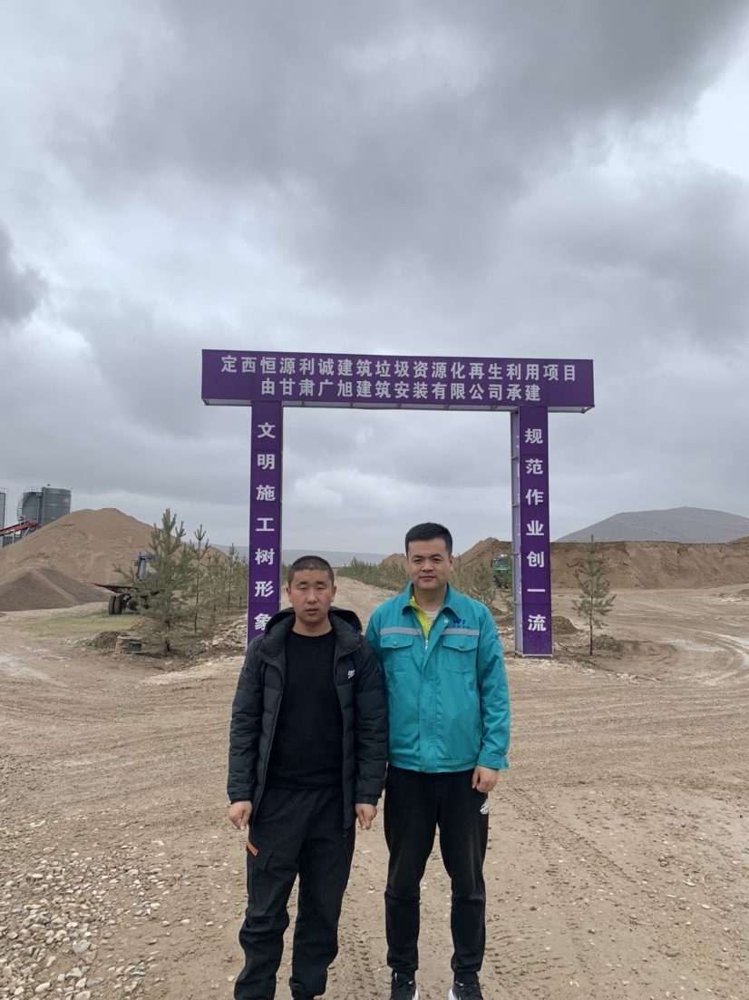 定西恒源利诚建筑垃圾资源化再生利用项目
由甘肃广旭建筑安装有限公司承建
文明施工树形象
规范作业创一流